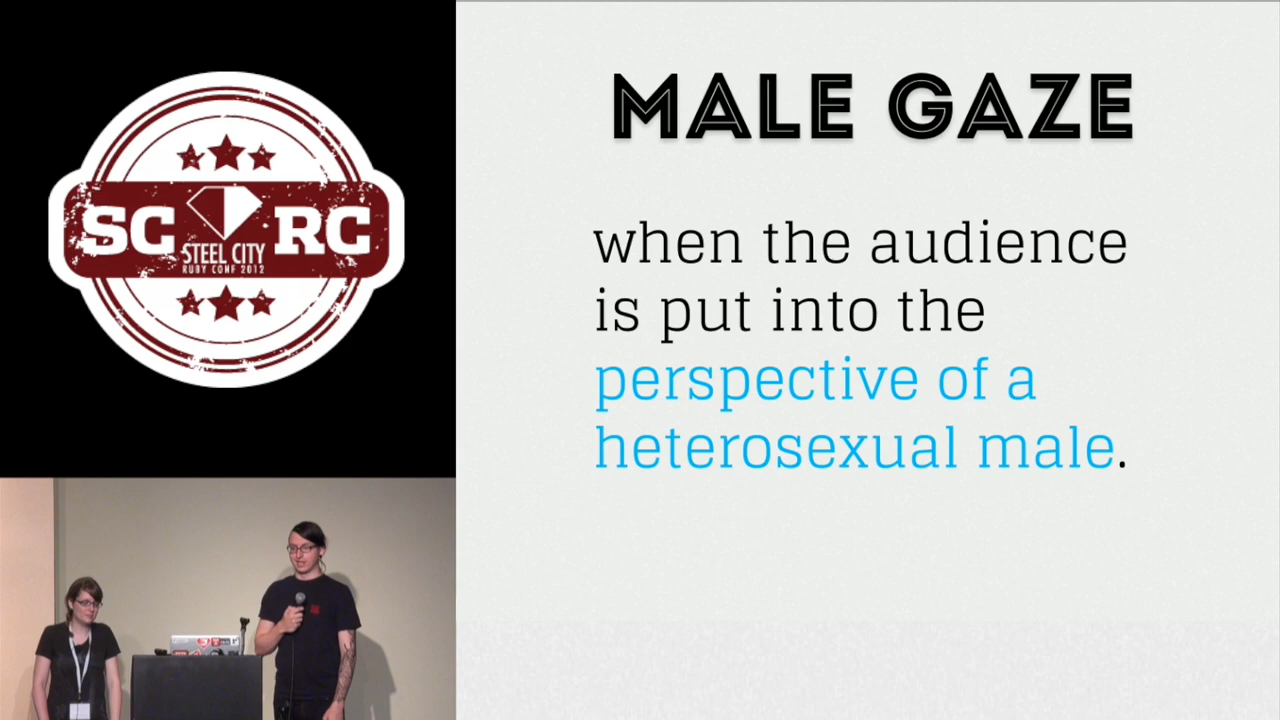 SC RC
STEEL CITY
RUBY CONF 2012
MALE GAZE
when the audience
is put into the
perspective of a
heterosexual male.